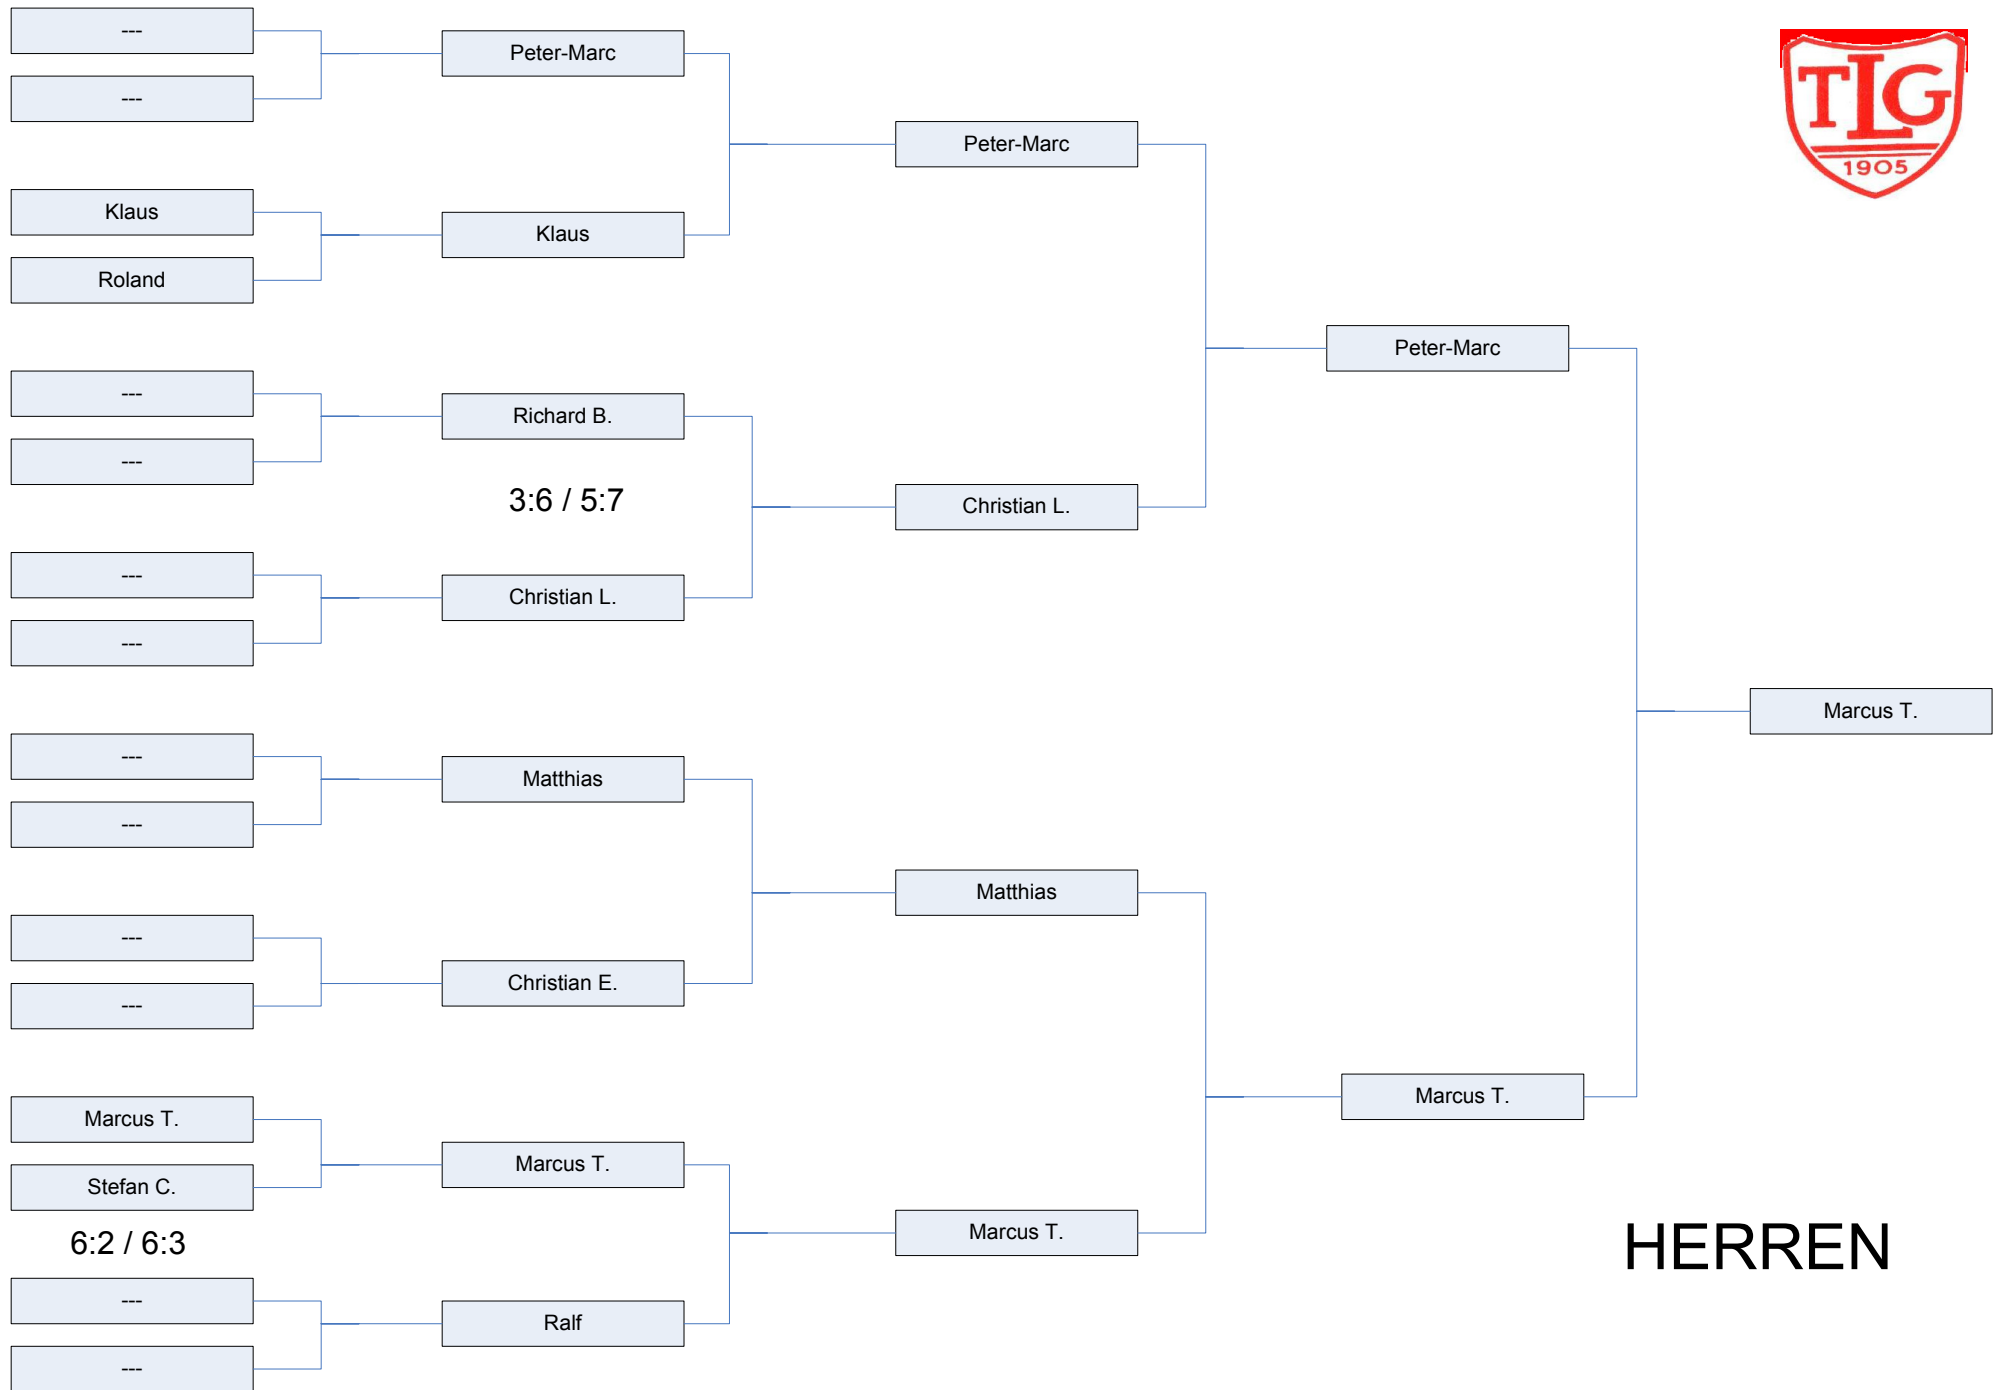 ---
---
Klaus
Roland
---
---
---
---
---
---
---
---
Marcus T.
Stefan C.
6:2 / 6:3
---
---
Peter-Marc
Klaus
Richard B.
3:6 / 5:7
Christian L.
Matthias
Christian E.
Marcus T.
Ralf
Peter-Marc
Christian L.
Matthias
Marcus T.
Peter-Marc
Marcus T.
Marcus T.
TLG
1905
HERREN